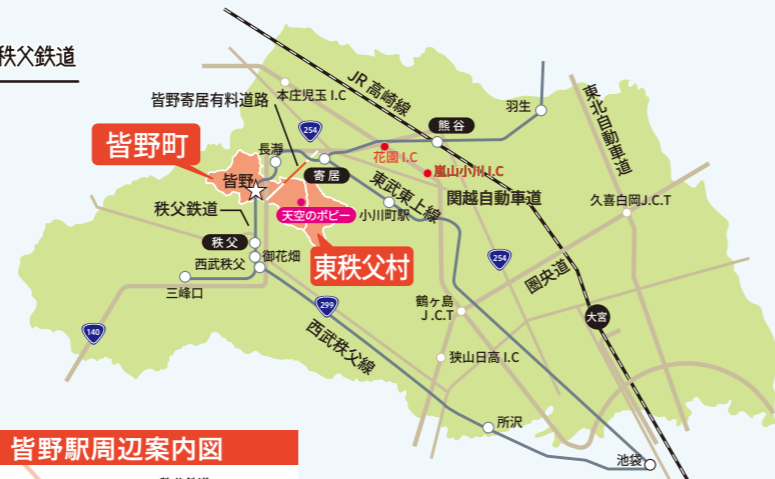 秩父鉄道
皆野寄居有料道路
本庄児玉 I.C
JR 高崎線
羽生
東北自動車道
254
熊谷
皆野町
長瀞
花園 I.C
寄居
嵐山小川 I.C
皆野
東武東上線
関越自動車道
久喜白岡J.C.T
秩父鉄道
天空のポピー
小川町駅
秩父
東秩父村
254
圏央道
西武秩父
御花畑
三峰口
299
鶴ヶ島
J.C.T
大宮
140
西武秩父線
狭山日高 I.C
所沢
池袋
皆野駅周辺案内図